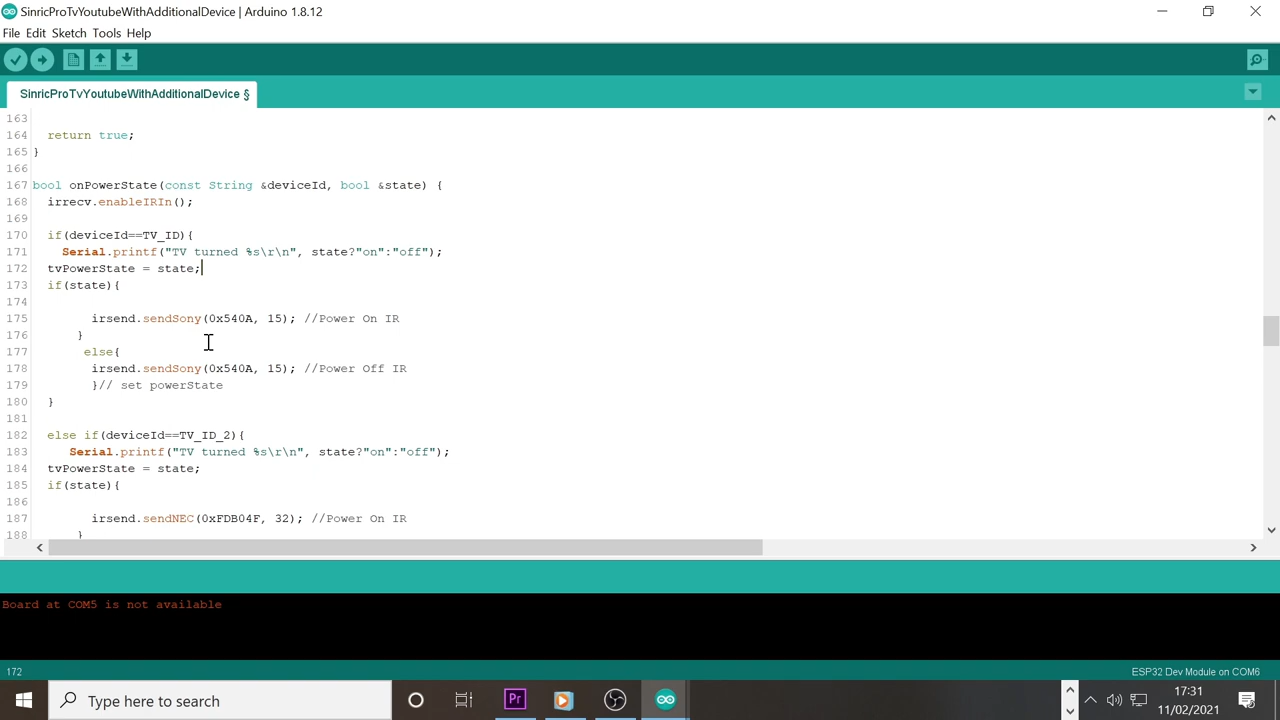 SinricProTvYoutubeWithAdditionalDevice | Arduino 1.8.12
File Edit Sketch Tools Help
SinricProTvYoutubeWithAdditionalDevice §
163
164 return true;
165 }
166
167 bool onPowerState(const String &deviceId, bool &state) {
168 irrecv.enableIRIn();
169
170 if(deviceId==TV_ID){
171 Serial.printf("TV turned %s\r\n", state?"on":"off");
172 tvPowerState = state;
173 if(state){
174
175 irsend.sendSony(0x540A, 15); //Power On IR
176 }
177 else{
178 irsend.sendSony(0x540A, 15); //Power Off IR
179 }// set powerState
180 }
181
182 else if(deviceId==TV_ID_2){
183 Serial.printf("TV turned %s\r\n", state?"on":"off");
184 tvPowerState = state;
185 if(state){
186
187 irsend.sendNEC(0xFDB04F, 32); //Power On IR
188 }
Board at COM5 is not available
172 ESP32 Dev Module on COM6
Type here to search
Pr
17:31
11/02/2021